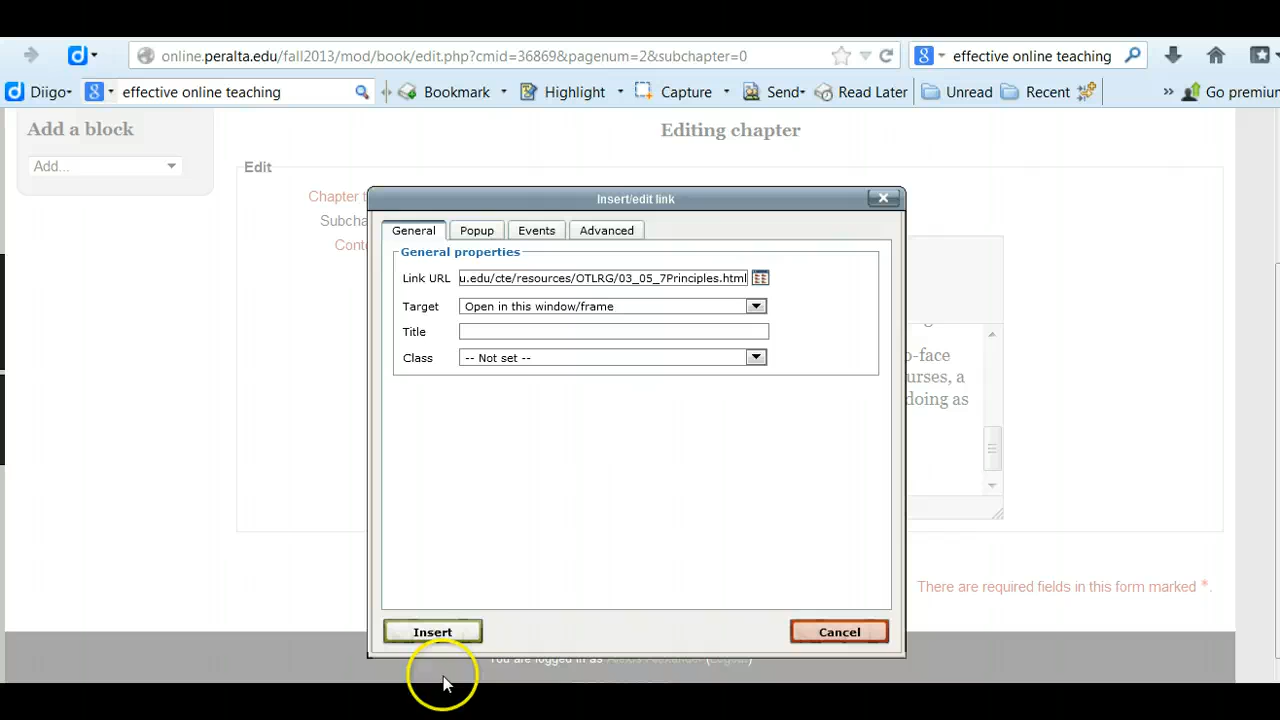 online.peralta.edu/fall2013/mod/book/edit.php?cmid=36869&pagenum=2&subchapter=0
effective online teaching
Diigo
effective online teaching
Bookmark
Highlight
Capture
Send
Read Later
Unread
Recent
Go premium
Add a block
Add...
Editing chapter
Edit
Chapter t
Subcha
Conte
Insert/edit link
General
Popup
Events
Advanced
General properties
Link URL
u.edu/cte/resources/OTLRG/03_05_7Principles.html
Target
Open in this window/frame
Title
Class
-- Not set --
o-face
urses, a
doing as
There are required fields in this form marked *.
Insert
Cancel
You are logged in as Alexis Alexander (Logout)